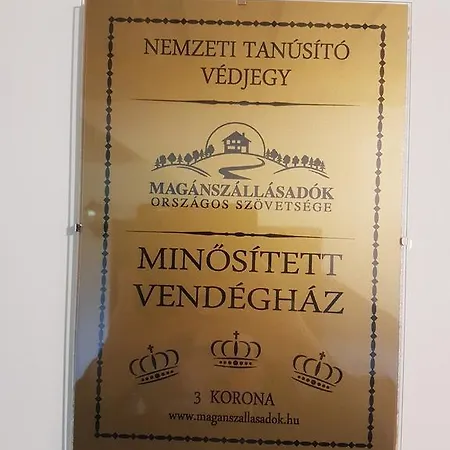 NEMZETI TANÚSÍTÓ
VÉDJEGY
MAGÁNSZÁLLÁSADÓK
ORSZÁGOS SZÖVETSÉGE
MINŐSÍTETT
VENDÉGHÁZ
3 KORONA
www.maganszallasadok.hu